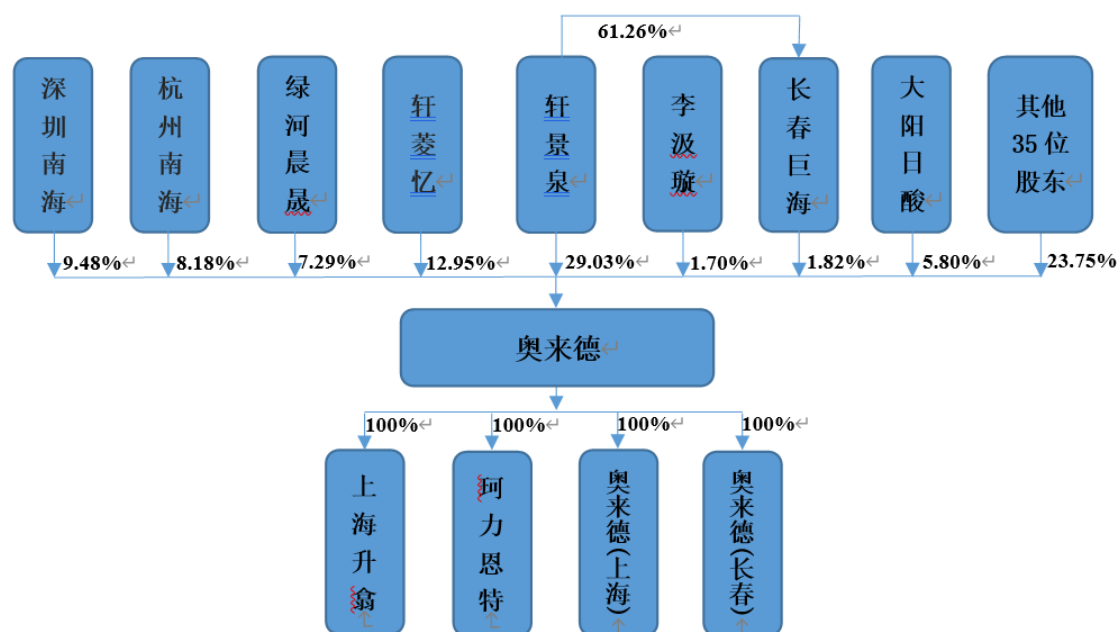 61.26%
深圳南海
杭州南海
绿河晨晟
轩菱忆
轩景泉
李汲璇
长春巨海
大阳日酸
其他
35 位
股东
9.48%
8.18%
7.29%
12.95%
29.03%
1.70%
1.82%
5.80%
23.75%
奥来德
100%
100%
100%
100%
上海升翕
珂力恩特
奥来德(上海)
奥来德(长春)